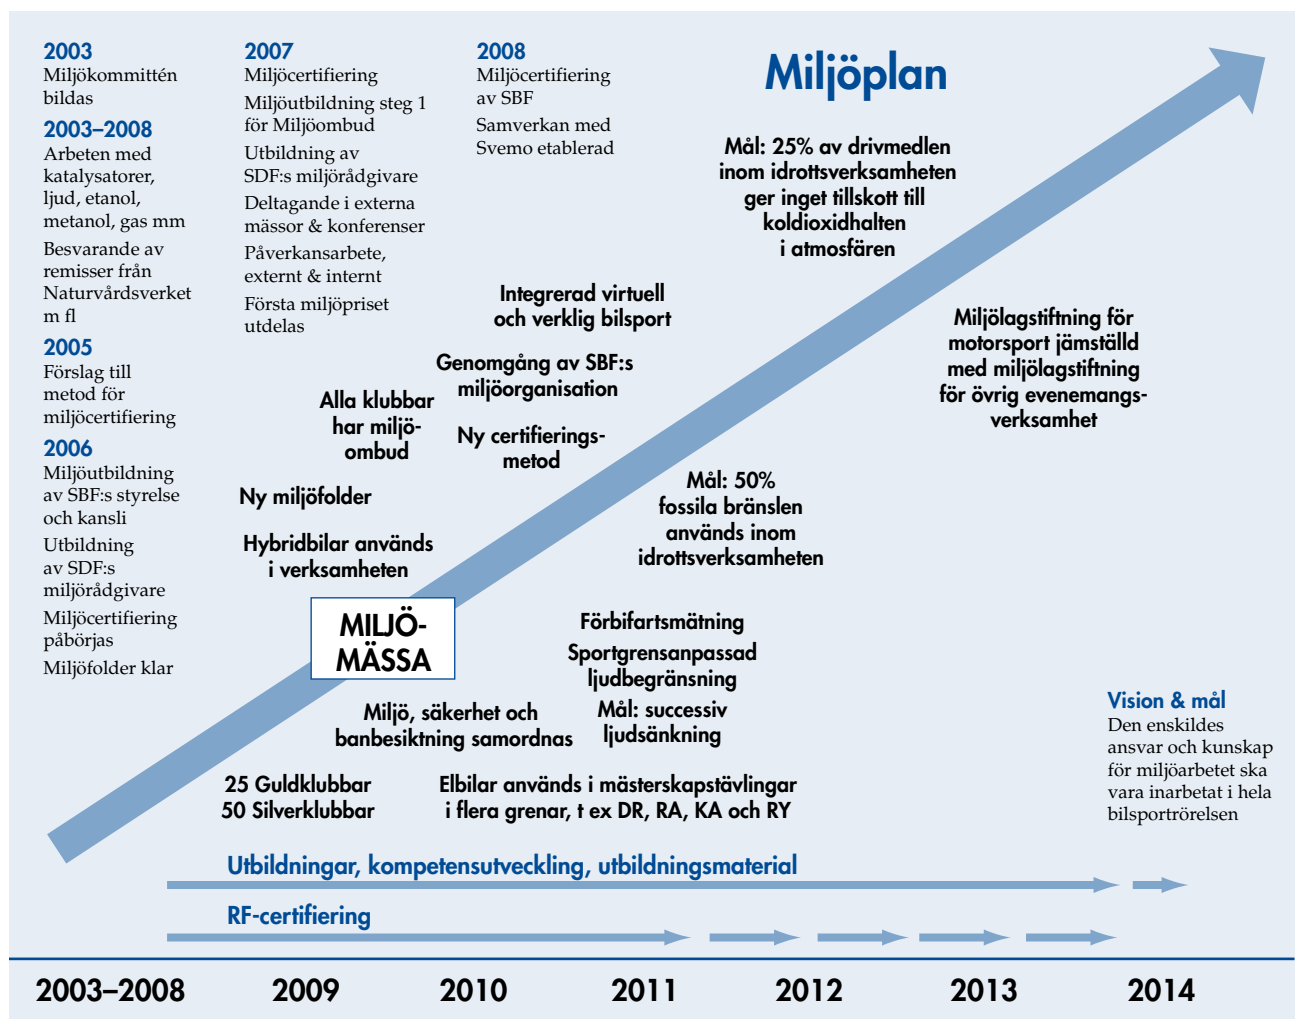 2003
Miljökommittén
bildas
2003–2008
Arbeten med
katalysatorer,
ljud, etanol,
metanol, gas mm
Besvarande av
remisser från
Naturvårdsverket
m fl
2005
Förslag till
metod för
miljöcertifiering
2006
Miljöutbildning
av SBF:s styrelse
och kansli
Utbildning
av SDF:s
miljörådgivare
Miljöcertifiering
påbörjas
Miljöfolder klar
2007
Miljöcertifiering
Miljöutbildning steg 1
för Miljöombud
Utbildning av
SDF:s miljörådgivare
Deltagande i externa
mässor & konferenser
Påverkansarbete,
externt & internt
Första miljöpriset
utdelas
2008
Miljöcertifiering
av SBF
Samverkan med
Svemo etablerad
Miljöplan
Mål: 25% av drivmedlen
inom idrottsverksamheten
ger inget tillskott till
koldioxidhalten
i atmosfären
Integrerad virtuell
och verklig bilsport
Genomgång av SBF:s
miljöorganisation
Alla klubbar
har miljö-
ombud
Ny certifierings-
metod
Ny miljöfolder
Hybridbilar används
i verksamheten
MILJÖ-
MÄSSA
Miljölagstiftning för
motorsport jämställd
med miljölagstiftning
för övrig evenemangs-
verksamhet
Mål: 50%
fossila bränslen
används inom
idrottsverksamheten
Förbifartsmätning
Sportgrensanpassad
ljudbegränsning
Mål: successiv
ljudsänkning
Miljö, säkerhet och
banbesiktning samordnas
25 Guldklubbar
50 Silverklubbar
Elbilar används i mästerskapstävlingar
i flera grenar, t ex DR, RA, KA och RY
Vision & mål
Den enskildes
ansvar och kunskap
för miljöarbetet ska
vara inarbetat i hela
bilsportrörelsen
Utbildningar, kompetensutveckling, utbildningsmaterial
RF-certifiering
2003–2008 2009 2010 2011 2012 2013 2014